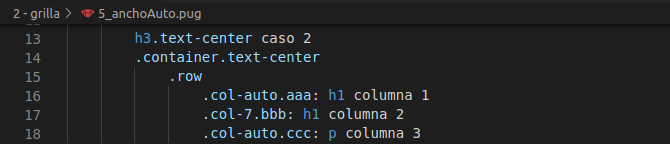 2 - grilla > 5_anchoAuto.pug
13 h3.text-center caso 2
14 .container.text-center
15 .row
16 .col-auto.aaa: h1 columna 1
17 .col-7.bbb: h1 columna 2
18 .col-auto.ccc: p columna 3